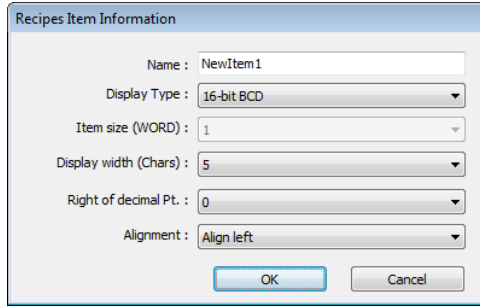 Recipes Item Information
Name : NewItem1
Display Type : 16-bit BCD
Item size (WORD) : 1
Display width (Chars) : 5
Right of decimal Pt. : 0
Alignment : Align left
OK Cancel